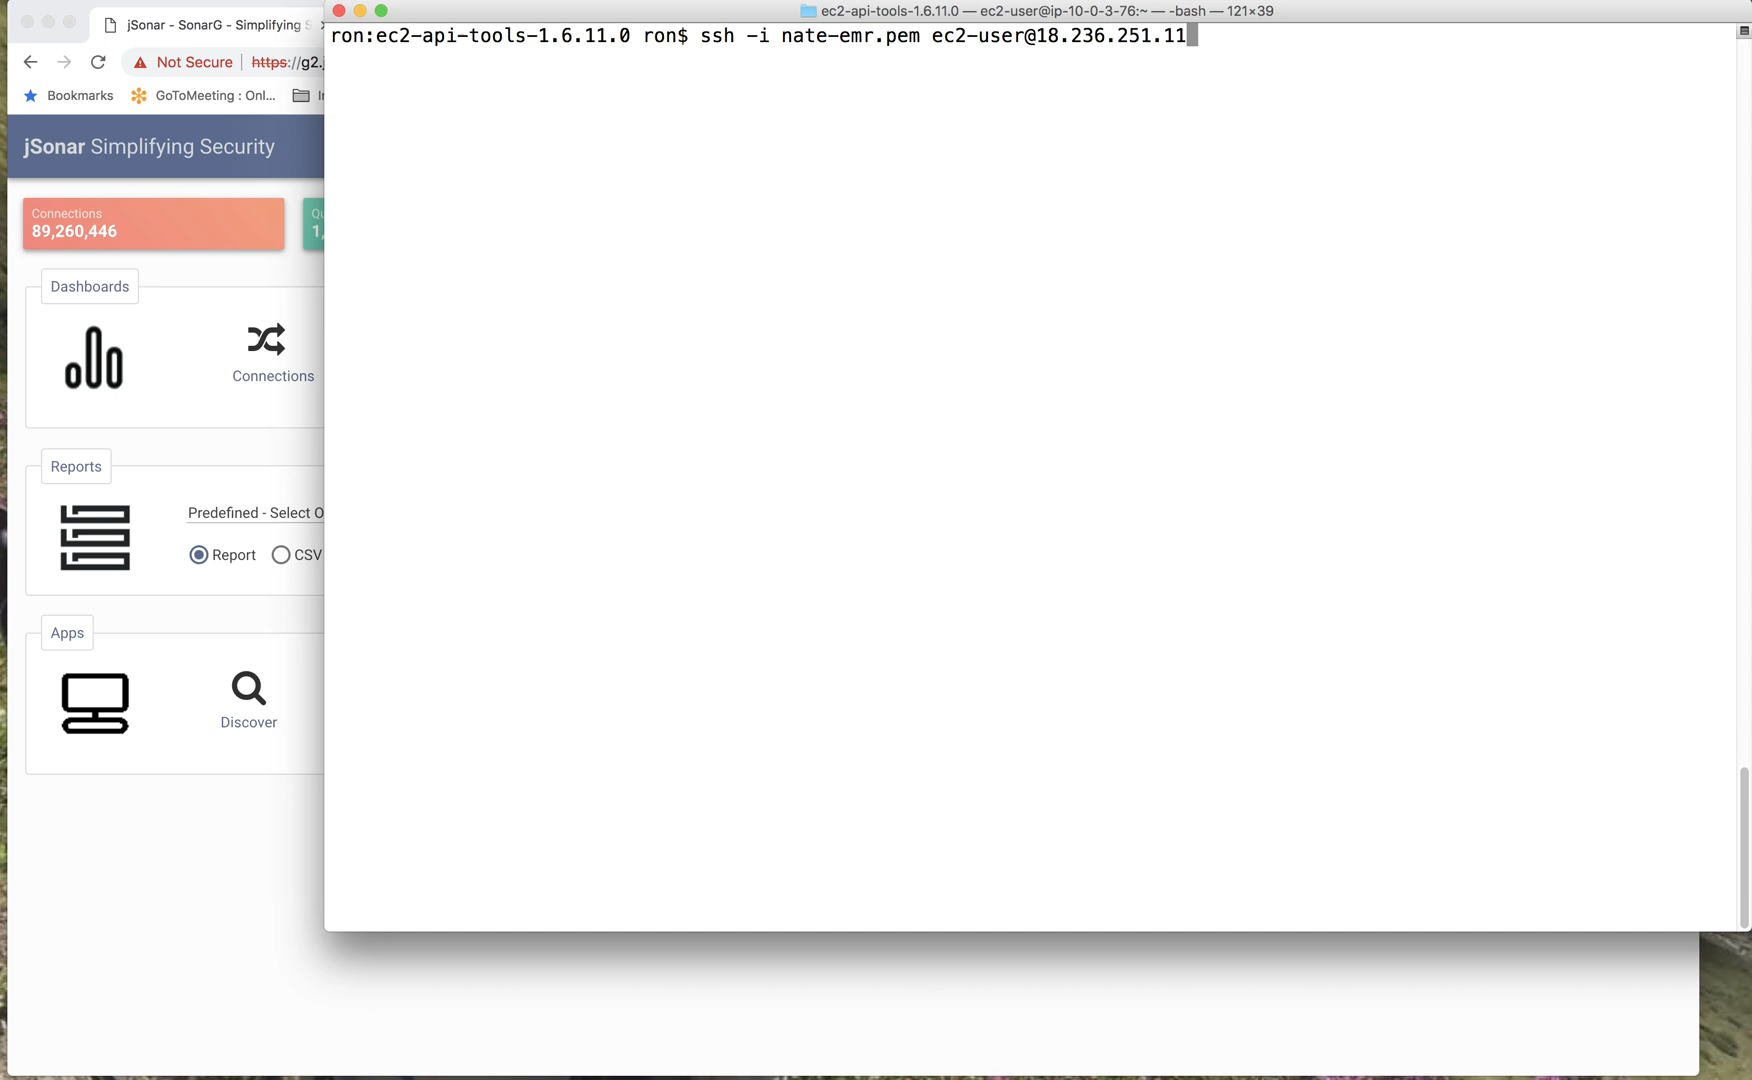 jSonar - SonarG - Simplifying S
ec2-api-tools-1.6.11.0 — ec2-user@ip-10-0-3-76:~ — -bash — 121×39
ron:ec2-api-tools-1.6.11.0 ron$ ssh -i nate-emr.pem ec2-user@18.236.251.11
Not Secure | https://g2.j
Bookmarks GoToMeeting : Onl...
jSonar Simplifying Security
Connections
89,260,446
Qu
1,
Dashboards
Connections
Reports
Predefined - Select O
Report CSV
Apps
Discover